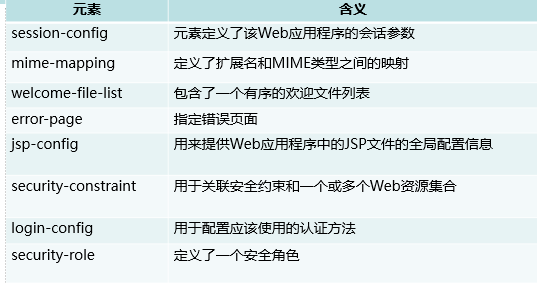 元素 含义
session-config 元素定义了该Web应用程序的会话参数
mime-mapping 定义了扩展名和MIME类型之间的映射
welcome-file-list 包含了一个有序的欢迎文件列表
error-page 指定错误页面
jsp-config 用来提供Web应用程序中的JSP文件的全局配置信息
security-constraint 用于关联安全约束和一个或多个Web资源集合
login-config 用于配置应该使用的认证方法
security-role 定义了一个安全角色